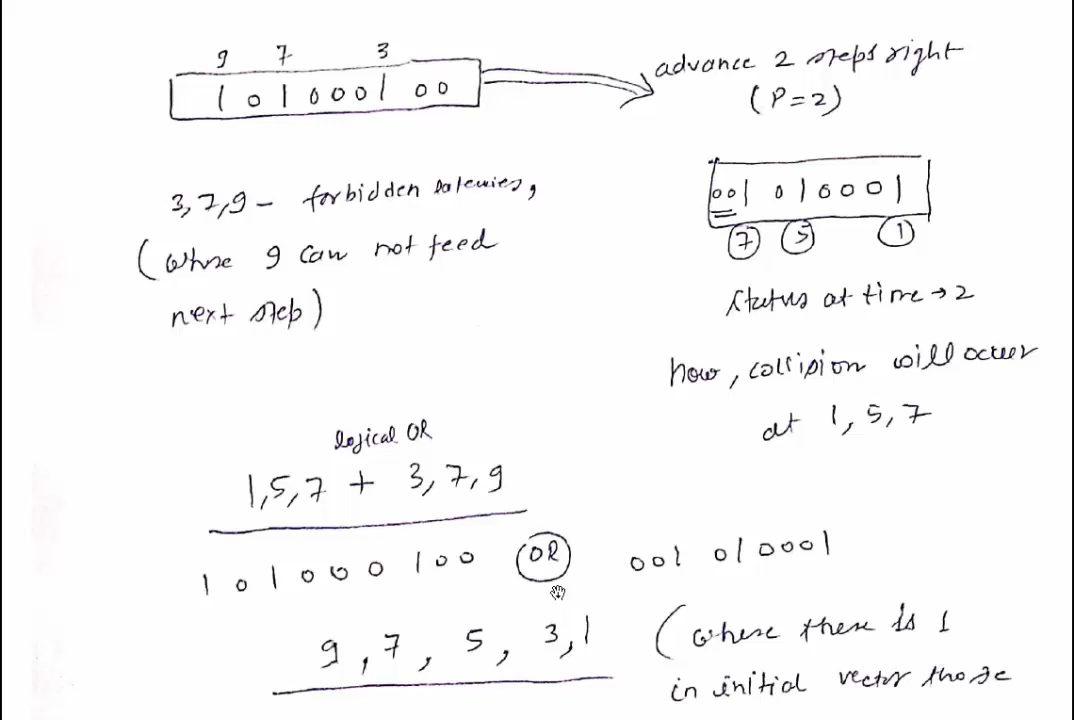 9 7 3
1 0 1 0 0 0 1 0 0
advance 2 steps right
(P=2)
3,7,9 - forbidden latencies,
(whose g can not feed
next step)
0 0 1 0 1 0 0 0 1
7 5 1
status at time → 2
now, collision will occur
at 1, 5, 7
logical OR
1,5,7 + 3,7,9
1 0 1 0 0 0 1 0 0 OR 0 0 1 0 1 0 0 0 1
9, 7, 5, 3, 1
(where there is 1
in initial vector those